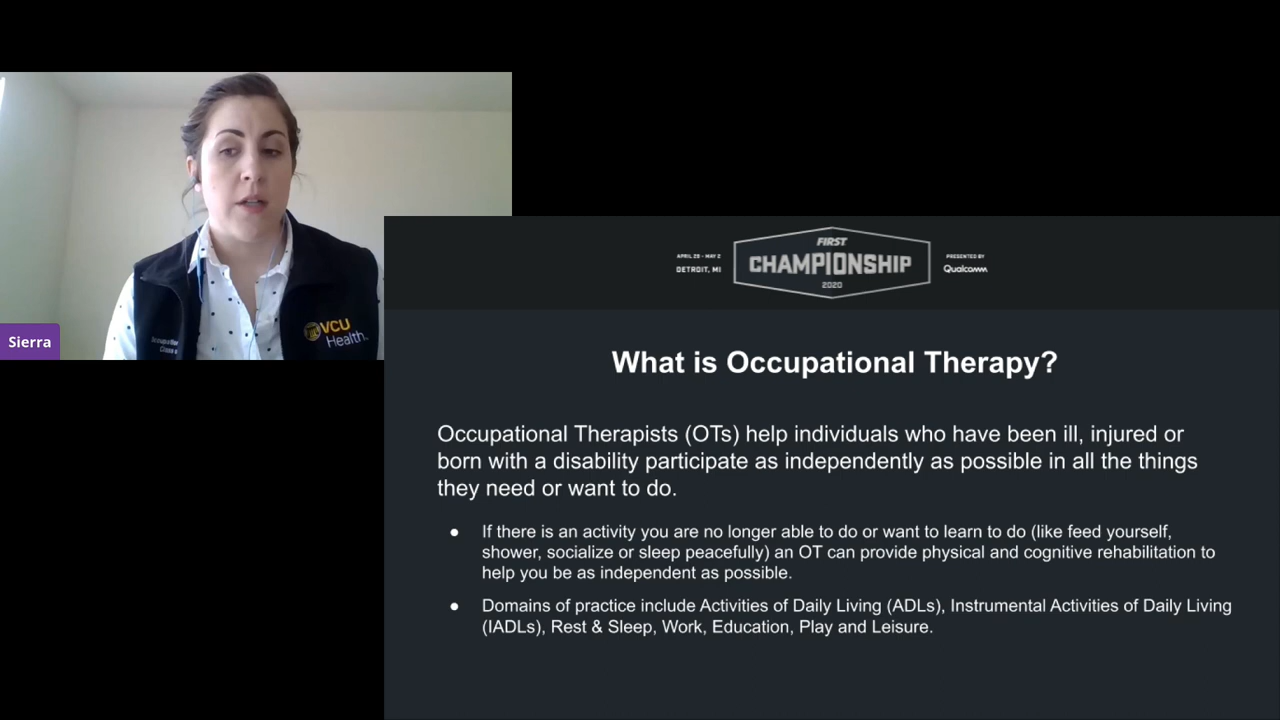 Sierra
VCU
Health
FIRST
APRIL 29 - MAY 2
DETROIT, MI
CHAMPIONSHIP
2020
PRESENTED BY
Qualcomm
What is Occupational Therapy?
Occupational Therapists (OTs) help individuals who have been ill, injured or
born with a disability participate as independently as possible in all the things
they need or want to do.
● If there is an activity you are no longer able to do or want to learn to do (like feed yourself,
shower, socialize or sleep peacefully) an OT can provide physical and cognitive rehabilitation to
help you be as independent as possible.
● Domains of practice include Activities of Daily Living (ADLs), Instrumental Activities of Daily Living
(IADLs), Rest & Sleep, Work, Education, Play and Leisure.